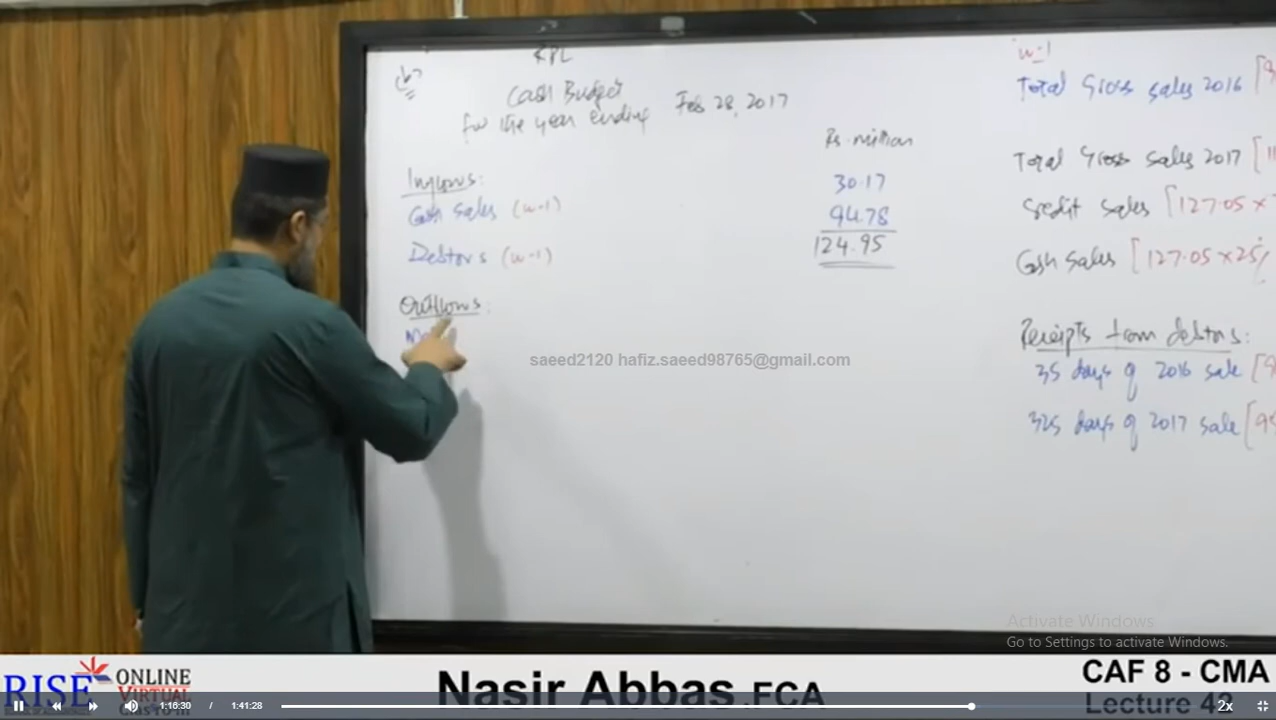 (b)
KPL
Cash Budget
for the year ending Feb 28, 2017
Rs. million
Inflows:
Cash Sales (w-1) 30.17
Debtors (w-1) 94.78
124.95
Outflows:
w-1
Total Gross sales 2016 [
Total Gross Sales 2017 [
Credit Sales [127.05 ×
Cash Sales [127.05 × 25%
Receipts from debtors:
35 days of 2016 sale [
325 days of 2017 sale [
saeed2120 hafiz.saeed98765@gmail.com
Activate Windows
Go to Settings to activate Windows.
RISE ONLINE
VIRTUAL
Nasir Abbas FCA
CAF 8 - CMA
Lecture 42
1:16:30 / 1:41:28
2x